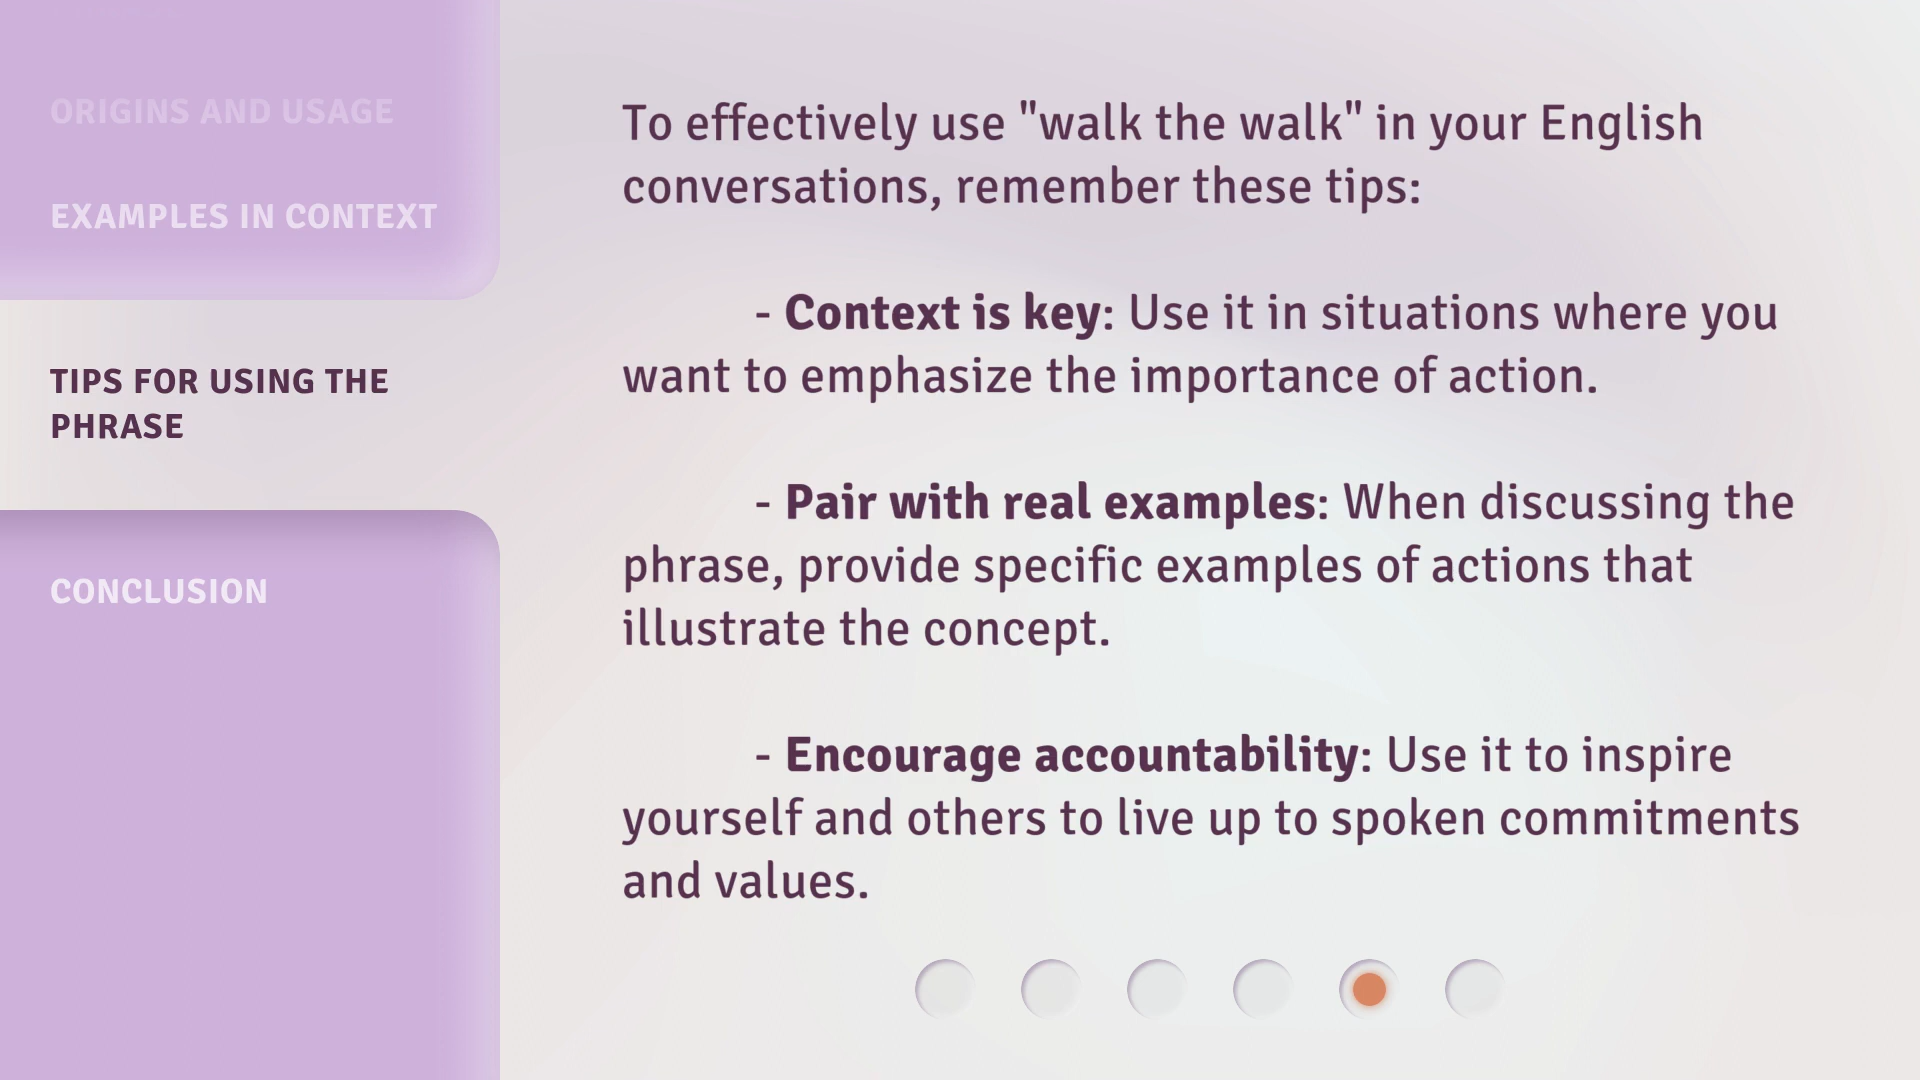 ORIGINS AND USAGE
EXAMPLES IN CONTEXT
TIPS FOR USING THE
PHRASE
CONCLUSION
To effectively use "walk the walk" in your English
conversations, remember these tips:
- Context is key: Use it in situations where you
want to emphasize the importance of action.
- Pair with real examples: When discussing the
phrase, provide specific examples of actions that
illustrate the concept.
- Encourage accountability: Use it to inspire
yourself and others to live up to spoken commitments
and values.